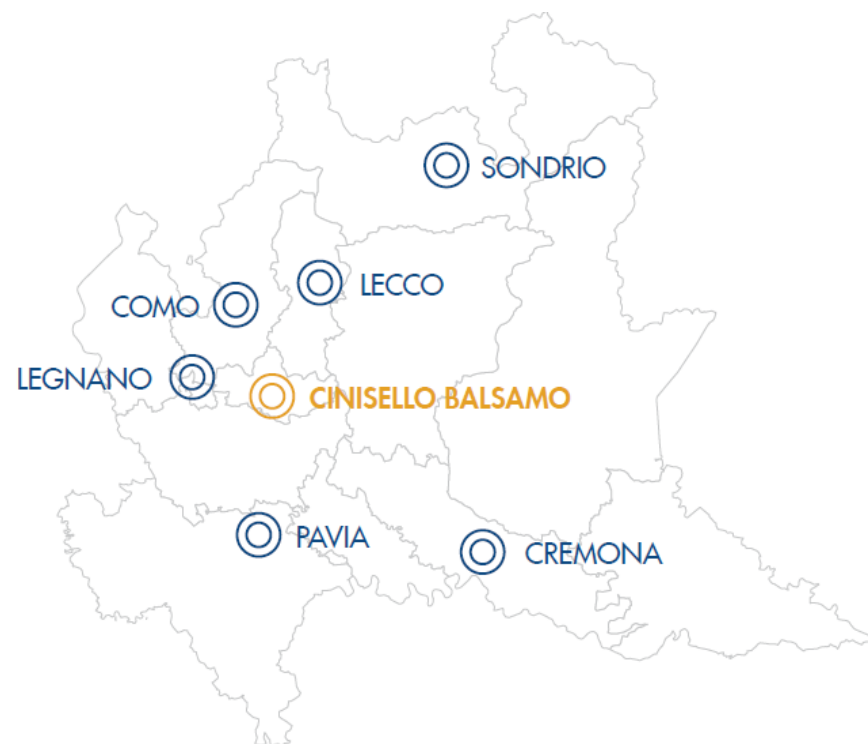 SONDRIO
LECCO
COMO
LEGNANO
CINISELLO BALSAMO
PAVIA
CREMONA